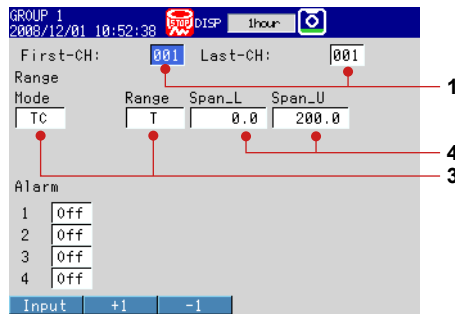 GROUP 1
2008/12/01 10:52:38 STOP DISP 1hour
First-CH: 001 Last-CH: 001
1
Range
Mode Range Span_L Span_U
TC T 0.0 200.0
4
3
Alarm
1 Off
2 Off
3 Off
4 Off
Input +1 -1